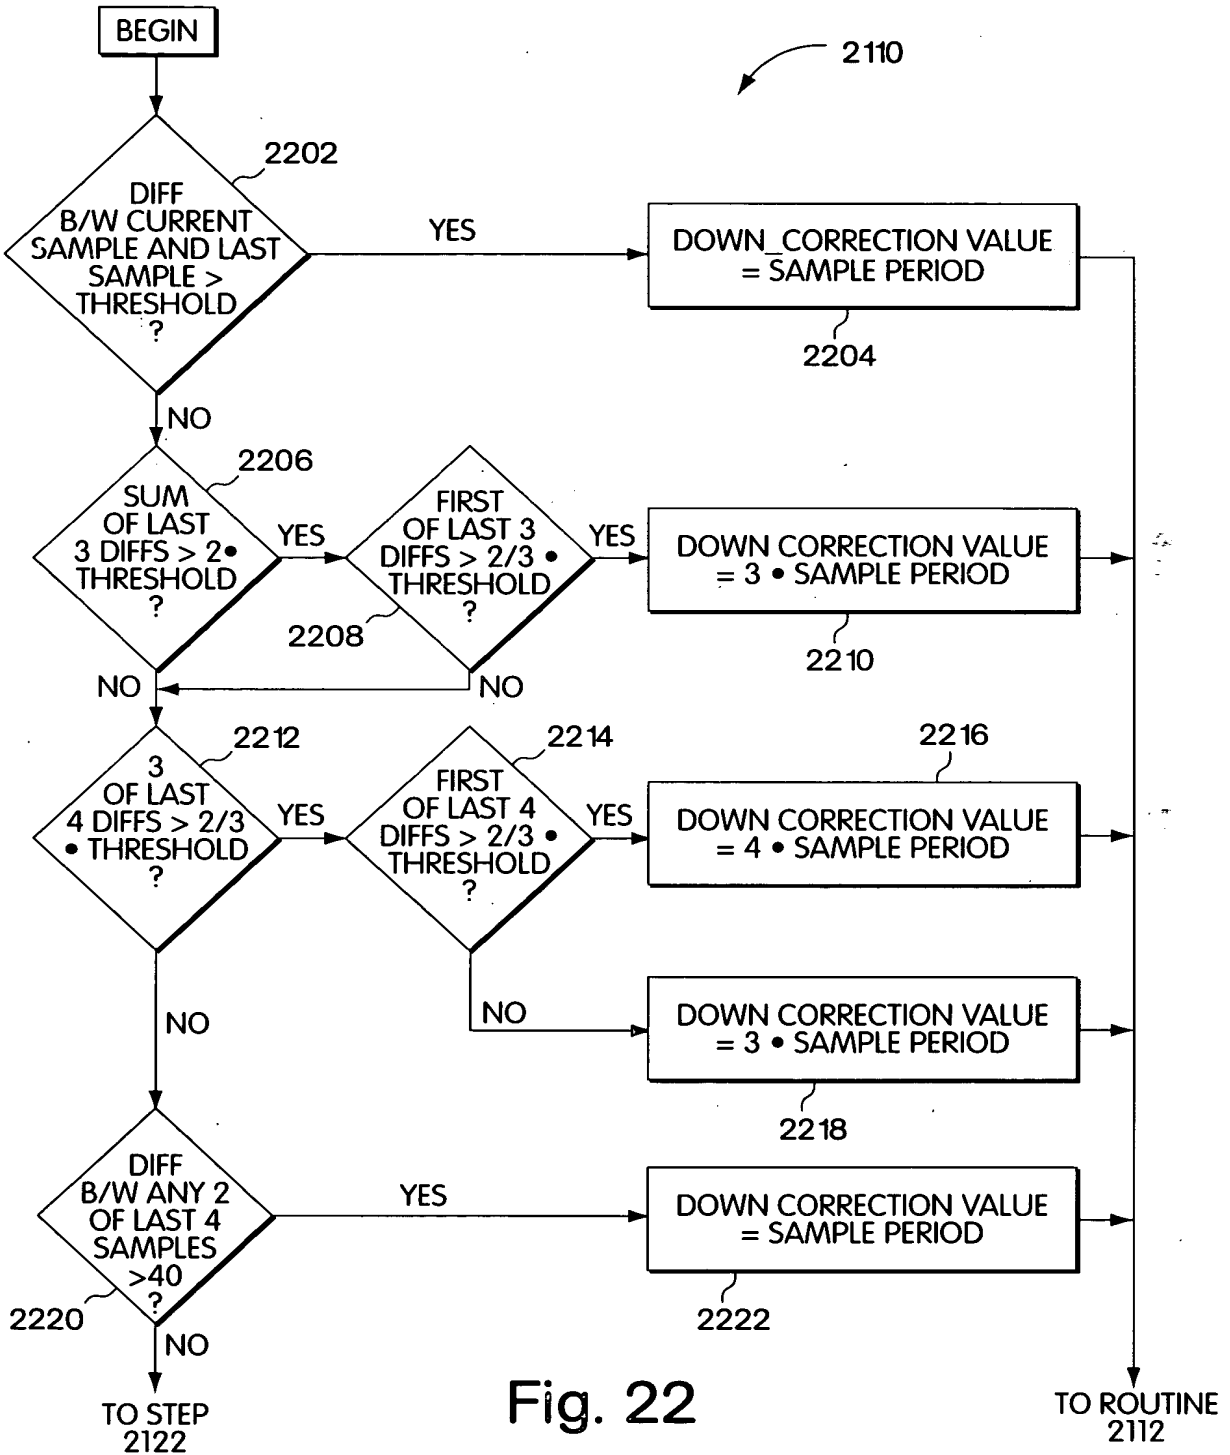 BEGIN
2110
2202
DIFF
B/W CURRENT
SAMPLE AND LAST
SAMPLE >
THRESHOLD
?
YES
DOWN_CORRECTION VALUE
= SAMPLE PERIOD
2204
NO
2206
SUM
OF LAST
3 DIFFS > 2•
THRESHOLD
?
YES
FIRST
OF LAST 3
DIFFS > 2/3 •
THRESHOLD
?
2208
YES
DOWN CORRECTION VALUE
= 3 • SAMPLE PERIOD
2210
NO
NO
2212
3
OF LAST
4 DIFFS > 2/3
• THRESHOLD
?
YES
2214
FIRST
OF LAST 4
DIFFS > 2/3 •
THRESHOLD
?
YES
2216
DOWN CORRECTION VALUE
= 4 • SAMPLE PERIOD
NO
NO
DOWN CORRECTION VALUE
= 3 • SAMPLE PERIOD
2218
DIFF
B/W ANY 2
OF LAST 4
SAMPLES
>40
?
2220
YES
DOWN CORRECTION VALUE
= SAMPLE PERIOD
2222
NO
TO STEP
2122
Fig. 22
TO ROUTINE
2112